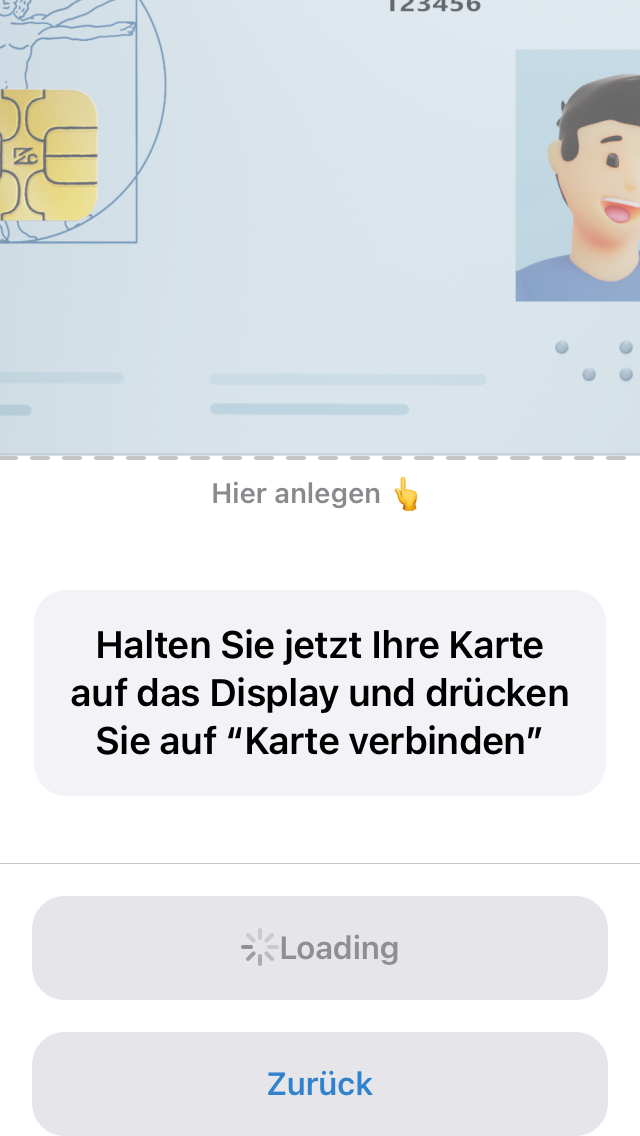 123456
Hier anlegen 👆
Halten Sie jetzt Ihre Karte
auf das Display und drücken
Sie auf “Karte verbinden”
Loading
Zurück